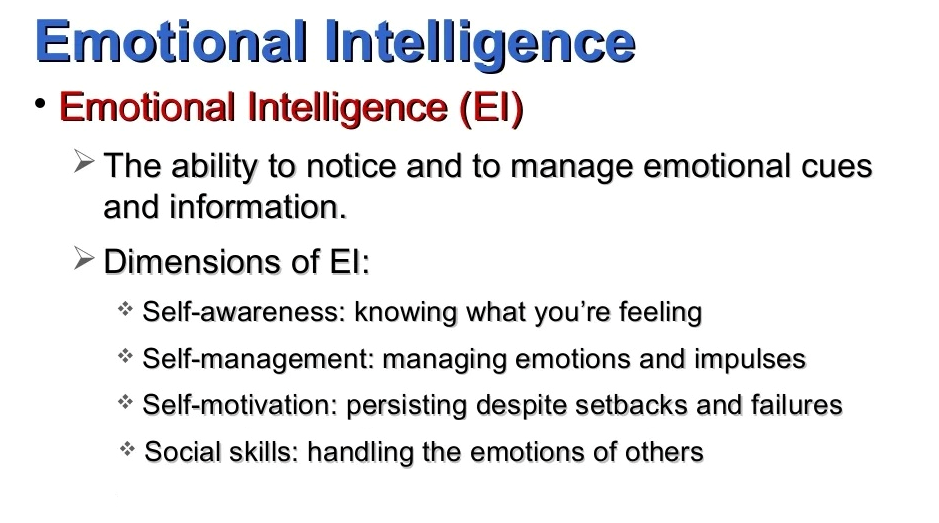 Emotional Intelligence
• Emotional Intelligence (EI)
➢ The ability to notice and to manage emotional cues
and information.
➢ Dimensions of EI:
❖ Self-awareness: knowing what you’re feeling
❖ Self-management: managing emotions and impulses
❖ Self-motivation: persisting despite setbacks and failures
❖ Social skills: handling the emotions of others